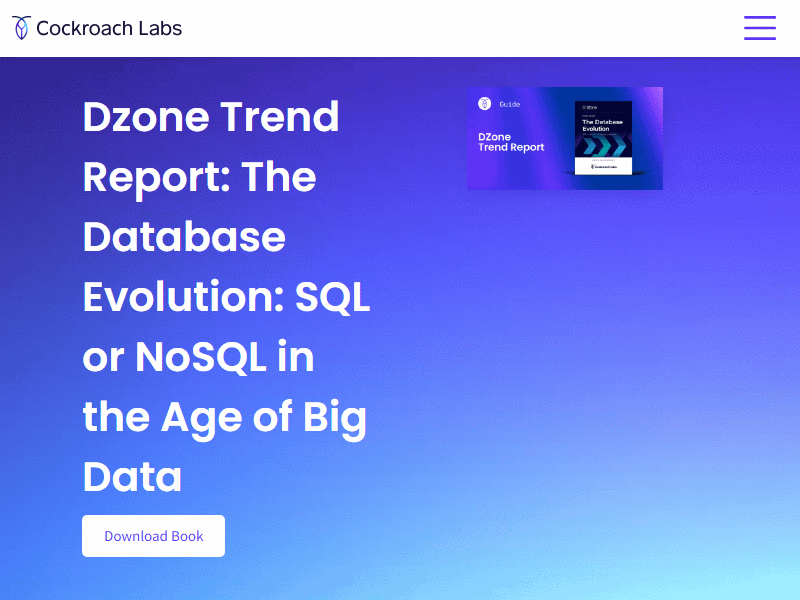 Cockroach Labs
Dzone Trend
Report: The
Database
Evolution: SQL
or NoSQL in
the Age of Big
Data
Download Book
Guide
DZone
Trend Report
DZone
The Database
Evolution
Cockroach Labs